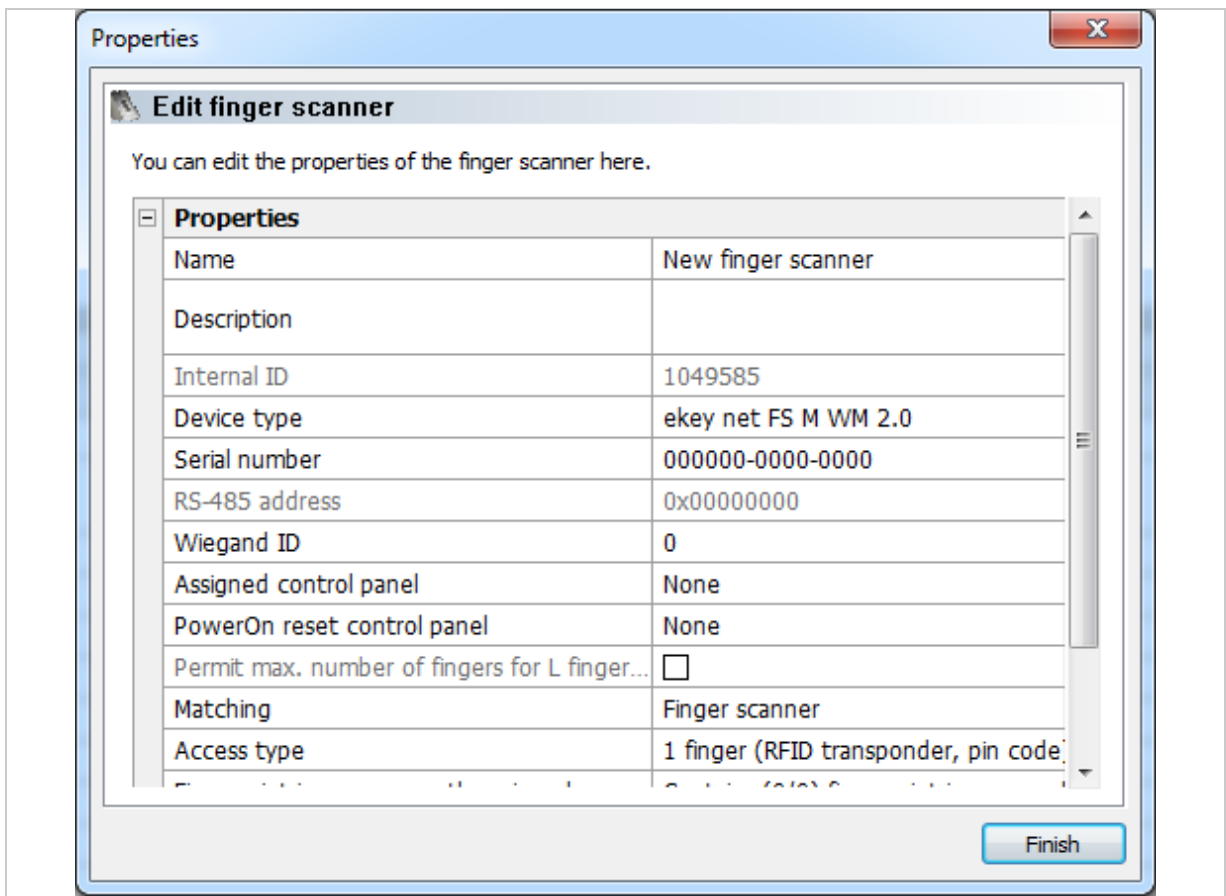 Properties
Edit finger scanner
You can edit the properties of the finger scanner here.
Properties
Name New finger scanner
Description
Internal ID 1049585
Device type ekey net FS M WM 2.0
Serial number 000000-0000-0000
RS-485 address 0x00000000
Wiegand ID 0
Assigned control panel None
PowerOn reset control panel None
Permit max. number of fingers for L finger...
Matching Finger scanner
Access type 1 finger (RFID transponder, pin code)
Finish